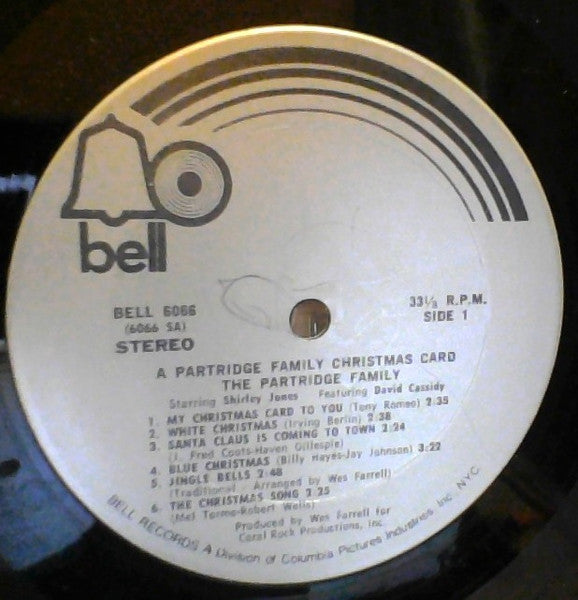 bell
BELL 6066
(6066 SA)
STEREO
33⅓ R.P.M.
SIDE 1
A PARTRIDGE FAMILY CHRISTMAS CARD
THE PARTRIDGE FAMILY
Starring Shirley Jones Featuring David Cassidy
1. MY CHRISTMAS CARD TO YOU (Tony Romeo) 2:35
2. WHITE CHRISTMAS (Irving Berlin) 2:38
3. SANTA CLAUS IS COMING TO TOWN 2:24
(J. Fred Coots-Haven Gillespie)
4. BLUE CHRISTMAS (Billy Hayes-Jay Johnson) 3:22
5. JINGLE BELLS 2:48
(Traditional Arranged by Wes Farrell)
6. THE CHRISTMAS SONG 2:25
(Mel Torme-Robert Wells)
Produced by Wes Farrell for
Coral Rock Productions, Inc
BELL RECORDS A Division of Columbia Pictures Industries, Inc NYC